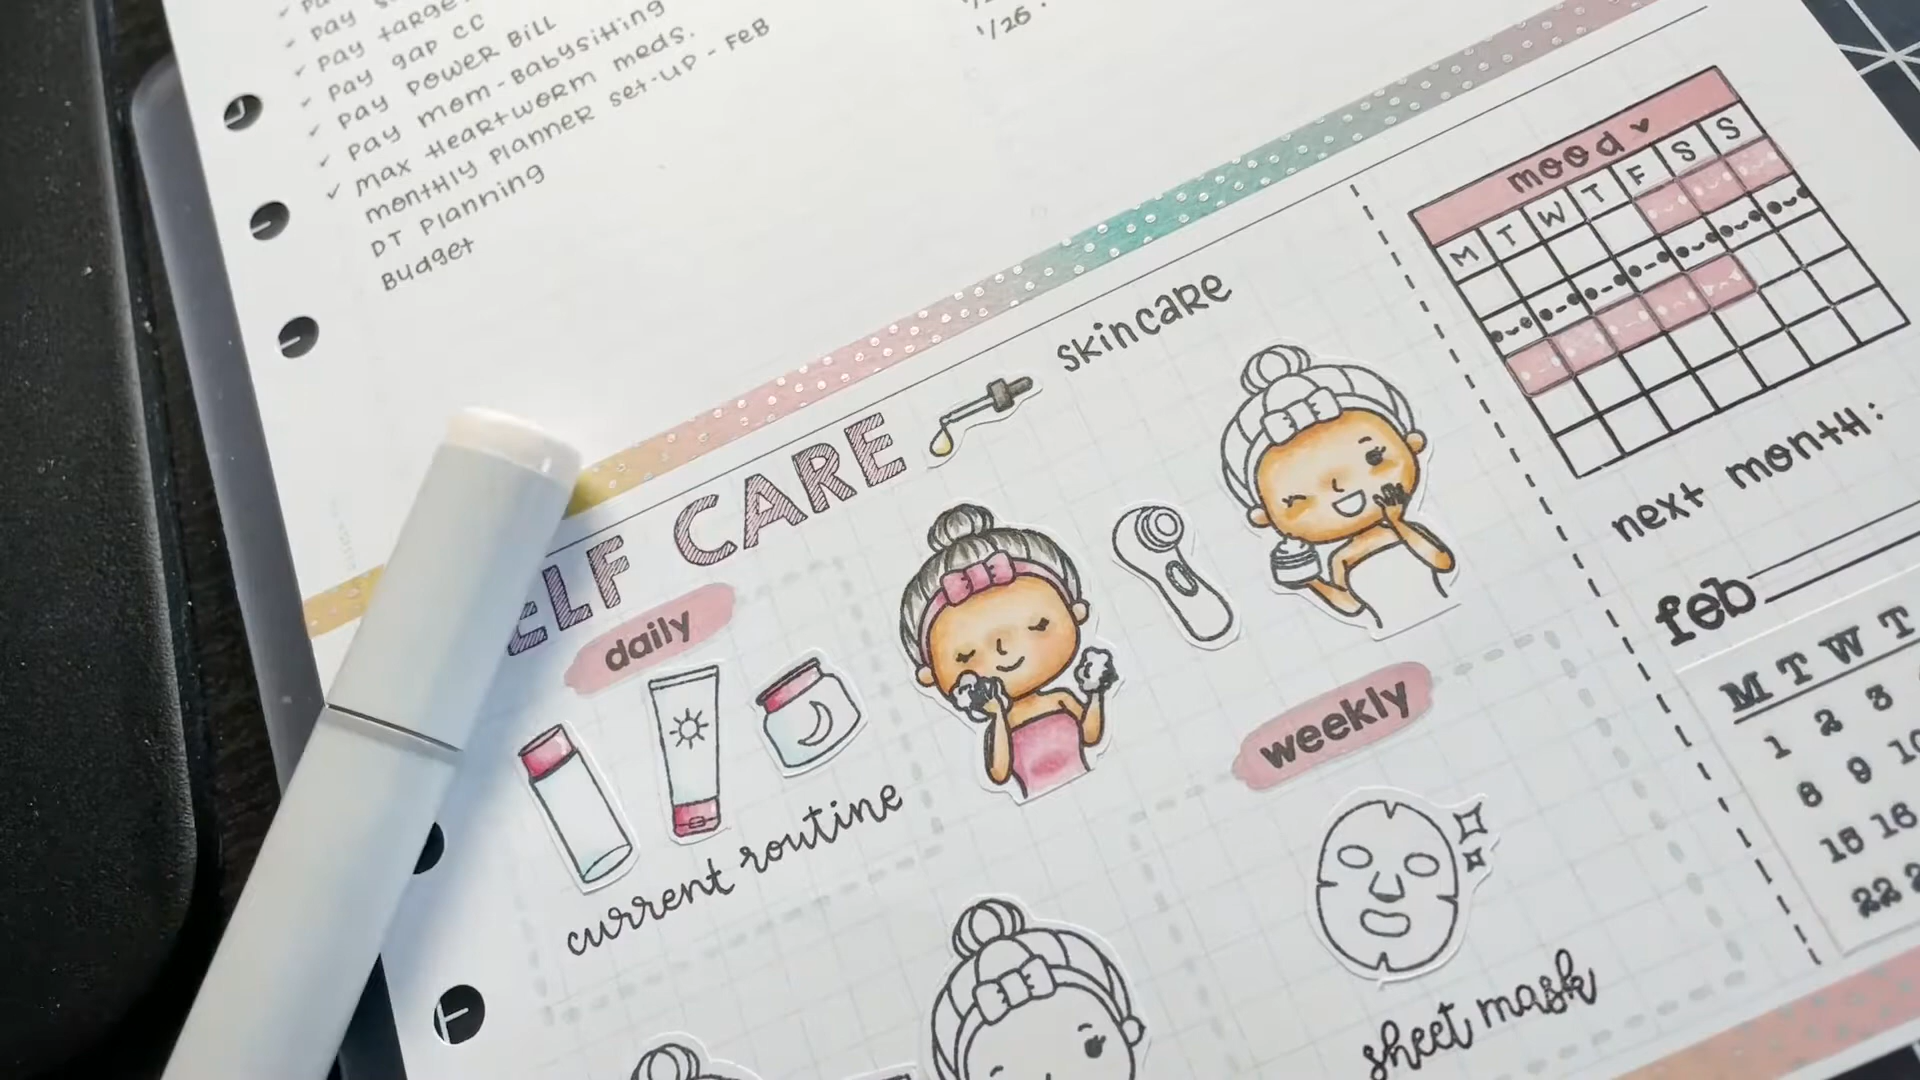 ✓ pay target
✓ pay gap CC
✓ pay power bill
✓ pay mom - babysitting
✓ max heartworm meds.
monthly planner set-up - Feb
DT Planning
Budget
1/26
mood ♥
M T W T F S S
skincare
ELF CARE
daily
current routine
weekly
sheet mask
next month:
feb
M T W T
1 2 3
8 9 10
15 16
22